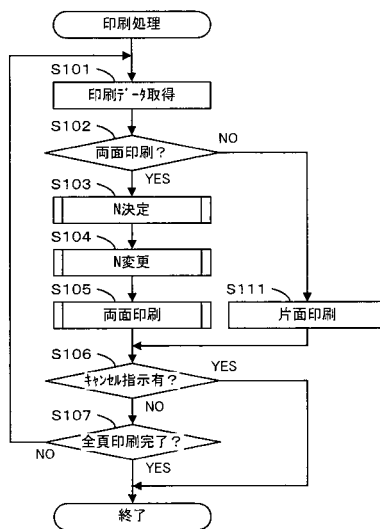 印刷処理
S101
印刷ﾃﾞｰﾀ取得
S102
両面印刷？
NO
YES
S103
N決定
S104
N変更
S105
両面印刷
S111
片面印刷
S106
ｷｬﾝｾﾙ指示有？
YES
NO
S107
全頁印刷完了？
NO
YES
終了